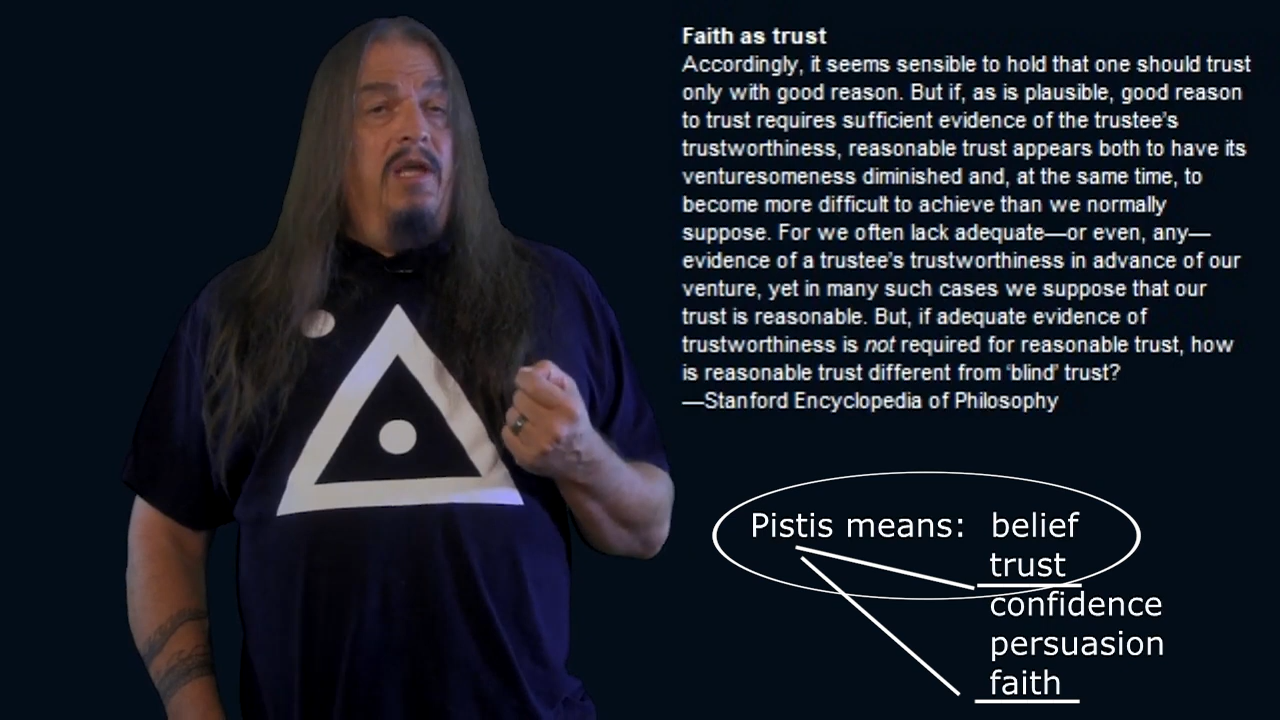 Faith as trust
Accordingly, it seems sensible to hold that one should trust
only with good reason. But if, as is plausible, good reason
to trust requires sufficient evidence of the trustee's
trustworthiness, reasonable trust appears both to have its
venturesomeness diminished and, at the same time, to
become more difficult to achieve than we normally
suppose. For we often lack adequate—or even, any—
evidence of a trustee's trustworthiness in advance of our
venture, yet in many such cases we suppose that our
trust is reasonable. But, if adequate evidence of
trustworthiness is not required for reasonable trust, how
is reasonable trust different from 'blind' trust?
—Stanford Encyclopedia of Philosophy
Pistis means: belief
trust
confidence
persuasion
faith